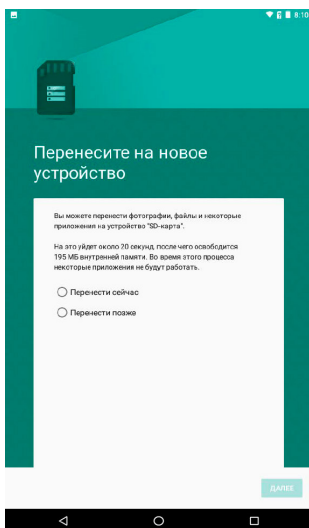 8:10
Перенесите на новое
устройство
Вы можете перенести фотографии, файлы и некоторые
приложения на устройство "SD-карта".
На это уйдет около 20 секунд, после чего освободится
195 МБ внутренней памяти. Во время этого процесса
некоторые приложения не будут работать.
Перенести сейчас
Перенести позже
ДАЛЕЕ